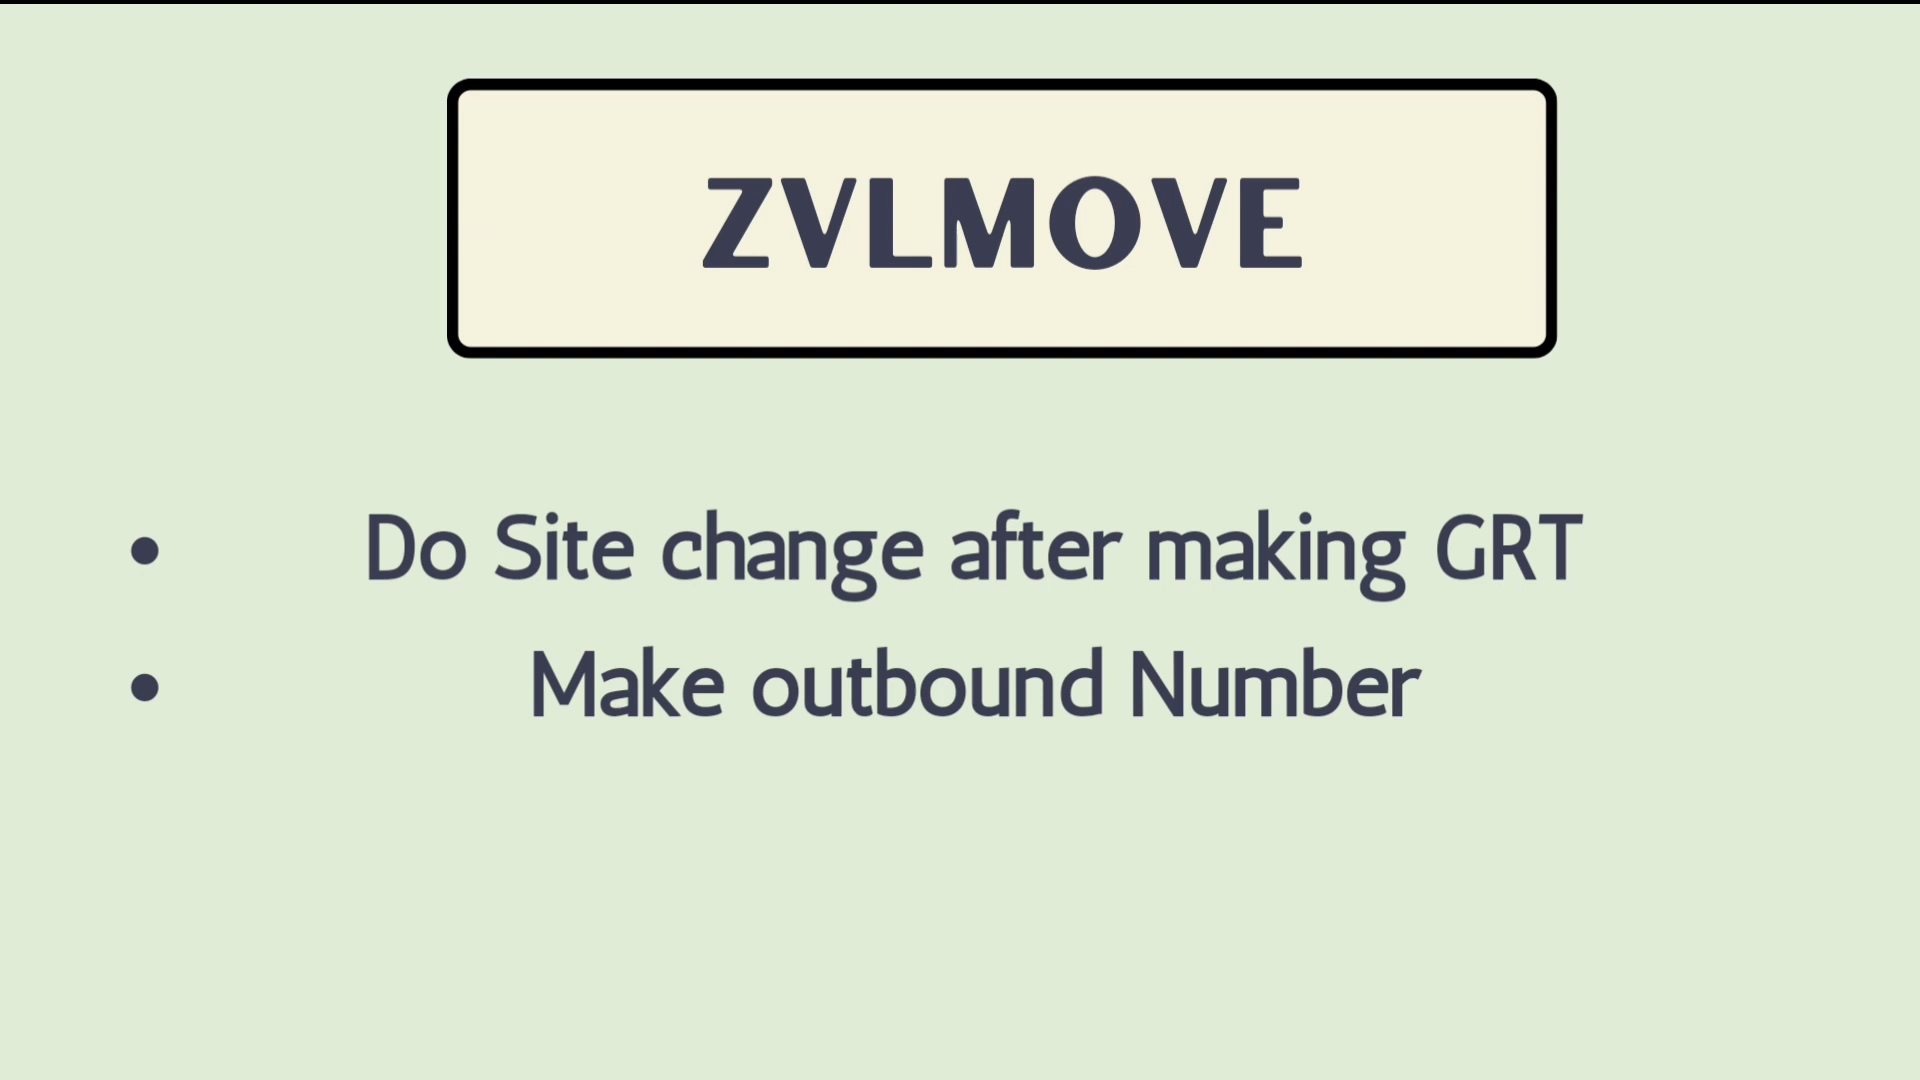 ZVLMOVE
• Do Site change after making GRT
• Make outbound Number